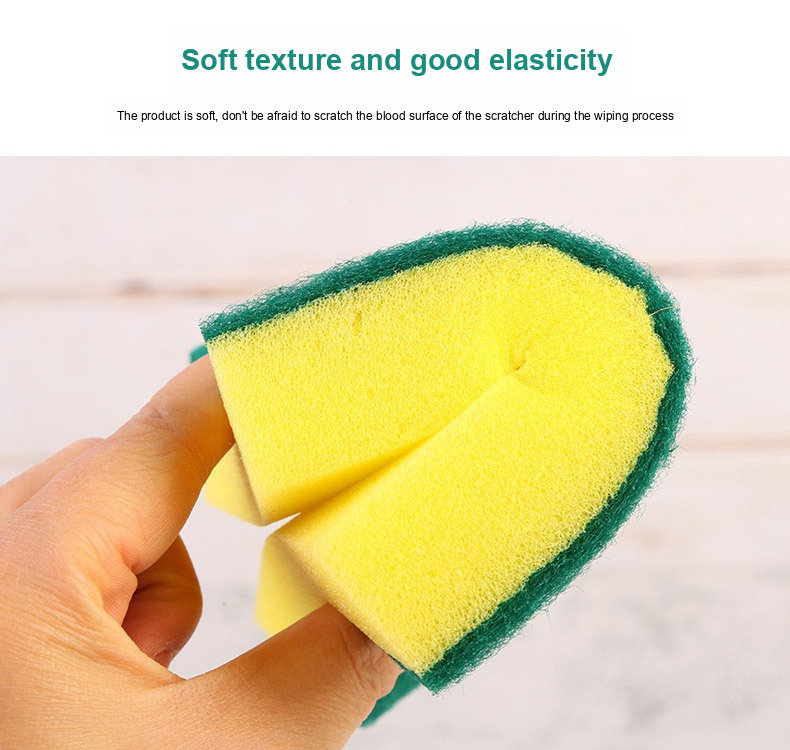 Soft texture and good elasticity
The product is soft, don't be afraid to scratch the blood surface of the scratcher during the wiping process